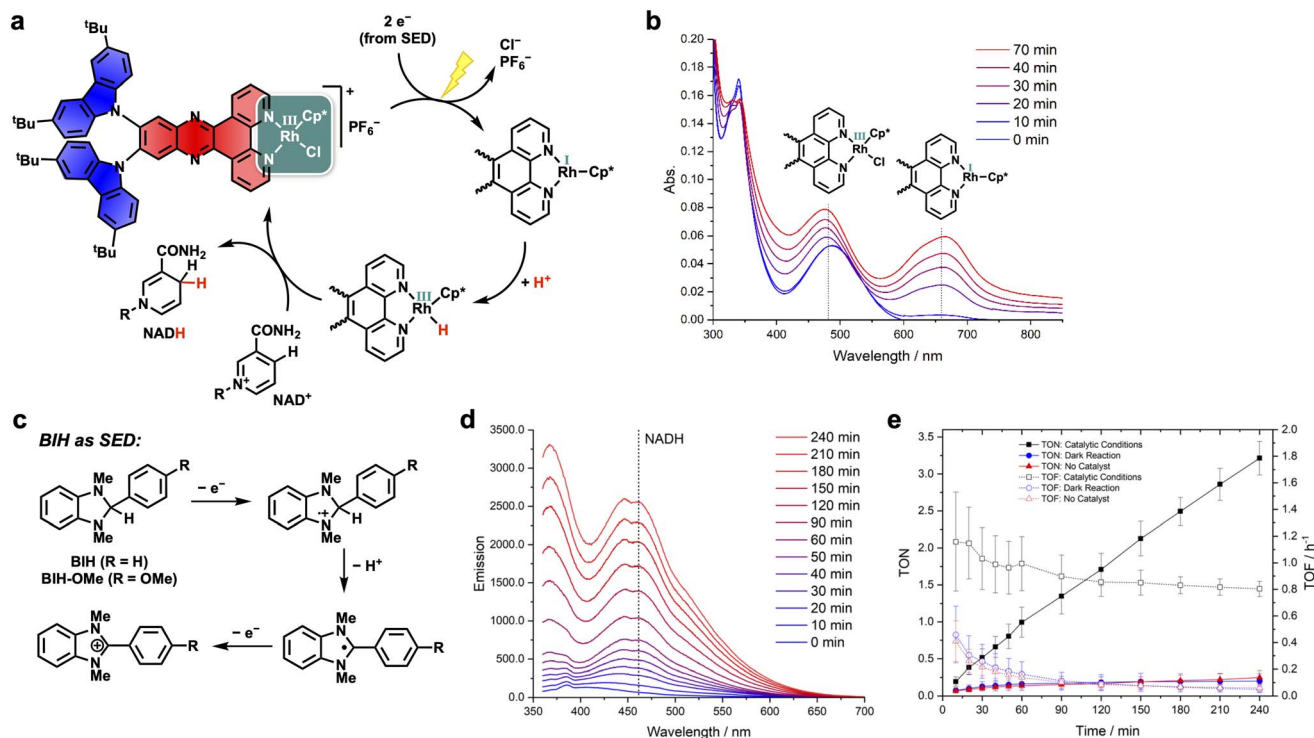 a
2 e⁻
(from SED)
Cl⁻
PF₆⁻
ᵗBu
ᵗBu
ᵗBu
ᵗBu
N
N
N
N
N
N
III
Rh
Cp*
Cl
+
PF₆⁻
N
N
I
Rh
Cp*
+ H⁺
N
N
III
Rh
Cp*
H
CONH₂
H
H
N
R
NADH
CONH₂
H
N⁺
R
NAD⁺
b
0.20
0.18
0.16
0.14
0.12
0.10
0.08
0.06
0.04
0.02
0.00
Abs.
300
400
500
600
700
800
Wavelength / nm
70 min
40 min
30 min
20 min
10 min
0 min
N
N
III
Rh
Cp*
Cl
N
N
I
Rh
Cp*
c
BIH as SED:
Me
N
N
Me
H
R
BIH (R = H)
BIH-OMe (R = OMe)
– e⁻
Me
N
N
Me
·+
H
R
– H⁺
Me
N
N
Me
R
– e⁻
Me
N
N
Me
+
R
d
3500.0
3000.0
2500.0
2000.0
1500.0
1000.0
500.0
0.0
Emission
350
400
450
500
550
600
650
700
Wavelength / nm
NADH
240 min
210 min
180 min
150 min
120 min
90 min
60 min
50 min
40 min
30 min
20 min
10 min
0 min
e
3.5
3.0
2.5
2.0
1.5
1.0
0.5
0.0
TON
TON: Catalytic Conditions
TON: Dark Reaction
TON: No Catalyst
TOF: Catalytic Conditions
TOF: Dark Reaction
TOF: No Catalyst
2.0
1.8
1.6
1.4
1.2
1.0
0.8
0.6
0.4
0.2
0.0
TOF / h⁻¹
0
30
60
90
120
150
180
210
240
Time / min